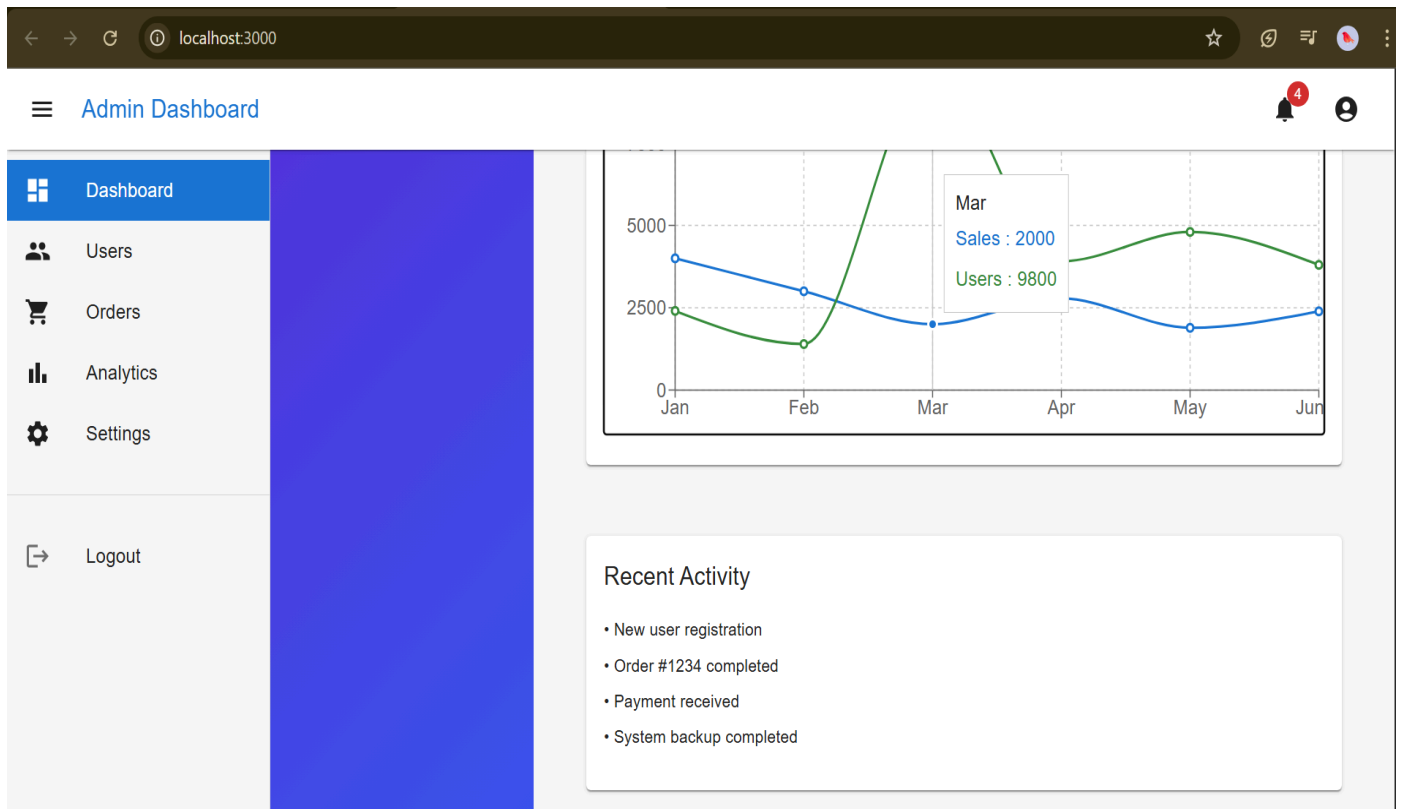 localhost:3000
Admin Dashboard
4
Dashboard
Users
Orders
Analytics
Settings
Logout
5000
2500
0
Jan Feb Mar Apr May Jun
Mar
Sales : 2000
Users : 9800
Recent Activity
• New user registration
• Order #1234 completed
• Payment received
• System backup completed